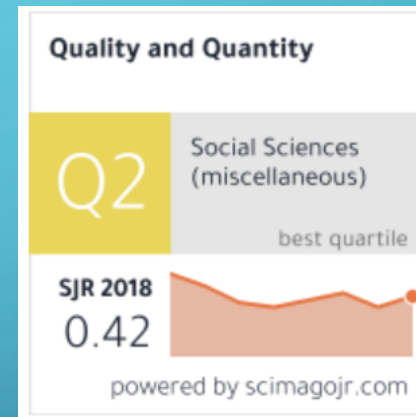 Quality and Quantity
Q2
Social Sciences
(miscellaneous)
best quartile
SJR 2018
0.42
powered by scimagojr.com